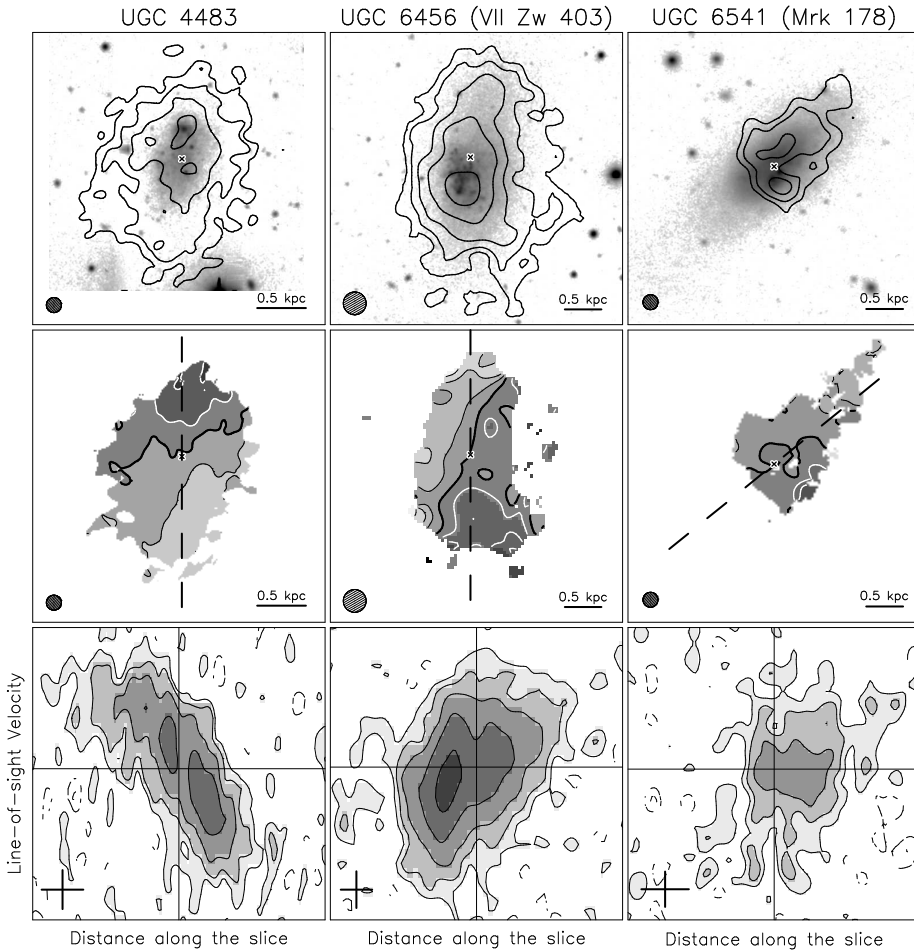 UGC 4483
UGC 6456 (VII Zw 403)
UGC 6541 (Mrk 178)
0.5 kpc
0.5 kpc
0.5 kpc
0.5 kpc
0.5 kpc
0.5 kpc
Line-of-sight Velocity
Distance along the slice
Distance along the slice
Distance along the slice